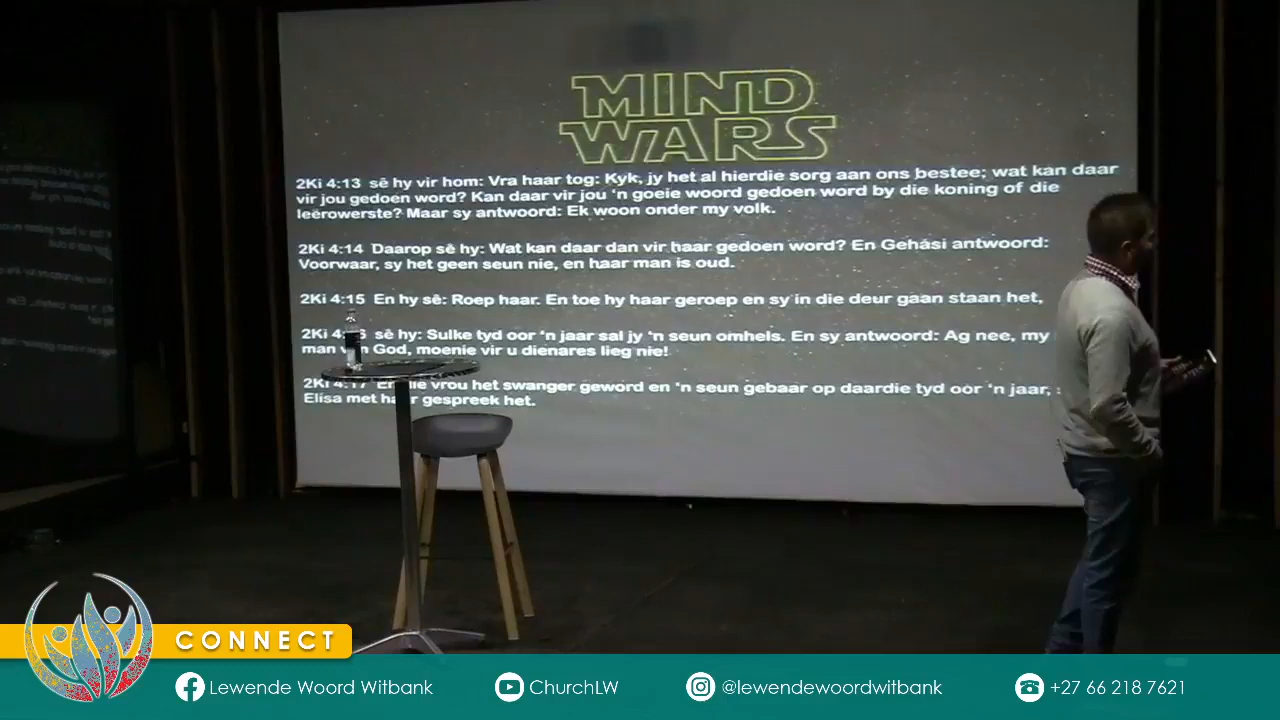 MIND
WARS
2Ki 4:13 sê hy vir hom: Vra haar tog: Kyk, jy het al hierdie sorg aan ons bestee; wat kan daar
vir jou gedoen word? Kan daar vir jou ‘n goeie woord gedoen word by die koning of die
leërowerste? Maar sy antwoord: Ek woon onder my volk.
2Ki 4:14 Daarop sê hy: Wat kan daar dan vir haar gedoen word? En Gehási antwoord:
Voorwaar, sy het geen seun nie, en haar man is oud.
2Ki 4:15 En hy sê: Roep haar. En toe hy haar geroep en sy in die deur gaan staan het,
2Ki sê hy: Sulke tyd oor ‘n jaar sal jy ‘n seun omhels. En sy antwoord: Ag nee, my
man God, moenie vir u dienares lieg nie!
2Ki 4:17 En die vrou het swanger geword en ‘n seun gebaar op daardie tyd oor ‘n jaar,
Elísa met haar gespreek het.
CONNECT
Lewende Woord Witbank
ChurchLW
@lewendewoordwitbank
+27 66 218 7621